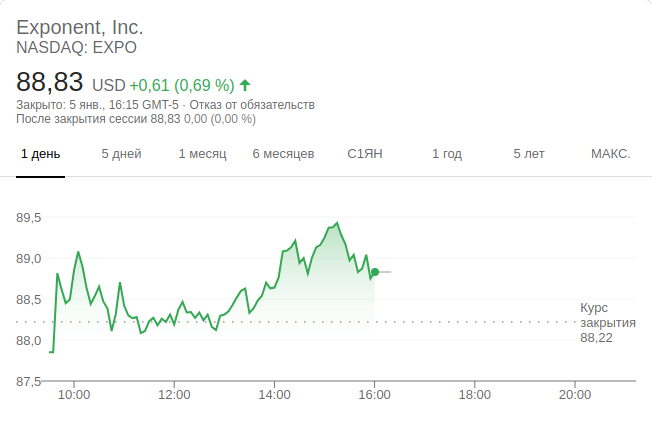 Exponent, Inc.
NASDAQ: EXPO
88,83 USD +0,61 (0,69 %)
Закрыто: 5 янв., 16:15 GMT-5 · Отказ от обязательств
После закрытия сессии 88,83 0,00 (0,00 %)
1 день 5 дней 1 месяц 6 месяцев С1ЯН 1 год 5 лет МАКС.
89,5
89,0
88,5
88,0
87,5
Курс
закрытия
88,22
10:00 12:00 14:00 16:00 18:00 20:00